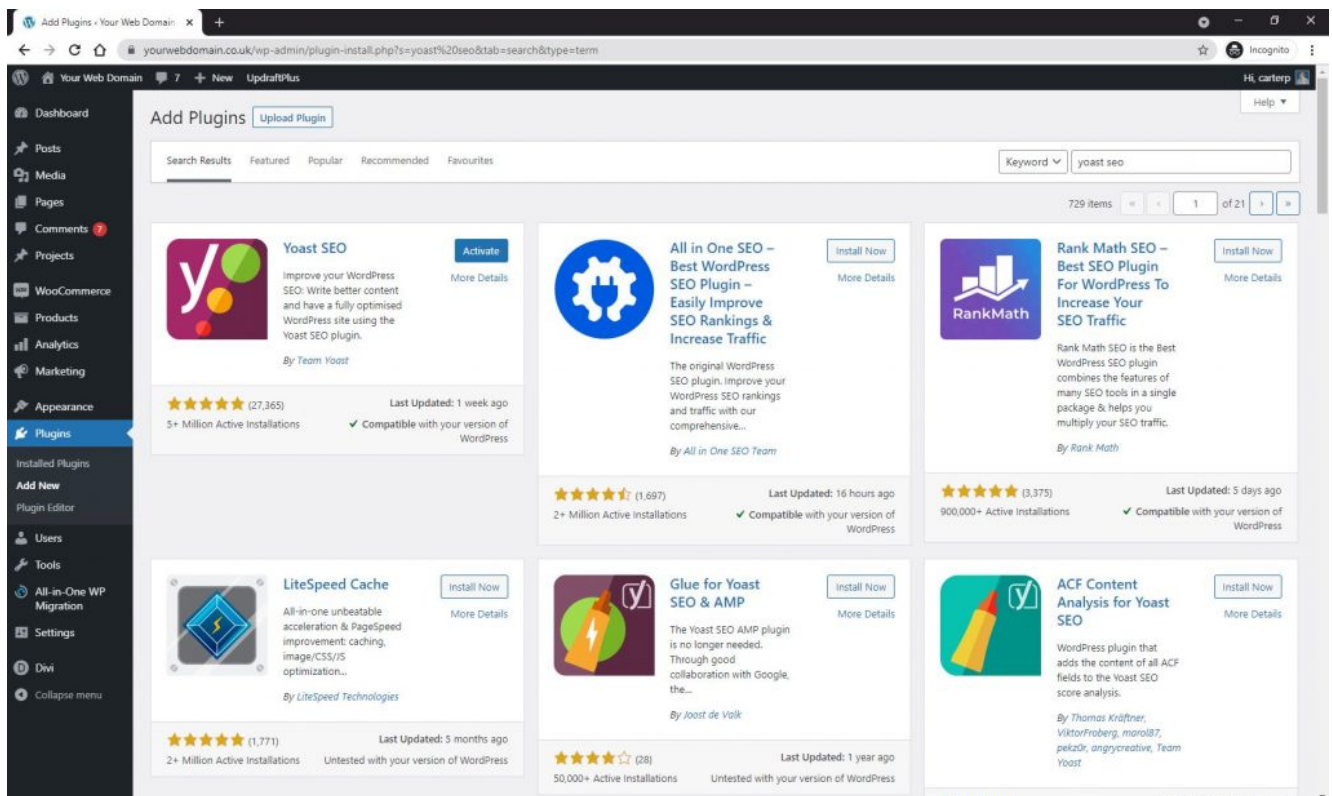 Add Plugins ‹ Your Web Domain
yourwebdomain.co.uk/wp-admin/plugin-install.php?s=yoast%20seo&tab=search&type=term
Incognito
Your Web Domain 7 New UpdraftPlus
Hi, carterp
Dashboard
Posts
Media
Pages
Comments 7
Projects
WooCommerce
Products
Analytics
Marketing
Appearance
Plugins
Installed Plugins
Add New
Plugin Editor
Users
Tools
All-in-One WP
Migration
Settings
Divi
Collapse menu
Help
Add Plugins Upload Plugin
Search Results Featured Popular Recommended Favourites
Keyword yoast seo
729 items « ‹ 1 of 21 › »
Yoast SEO
Activate
More Details
Improve your WordPress
SEO: Write better content
and have a fully optimised
WordPress site using the
Yoast SEO plugin.
By Team Yoast
(27,365)
5+ Million Active Installations
Last Updated: 1 week ago
Compatible with your version of
WordPress
All in One SEO –
Best WordPress
SEO Plugin –
Easily Improve
SEO Rankings &
Increase Traffic
Install Now
More Details
The original WordPress
SEO plugin. Improve your
WordPress SEO rankings
and traffic with our
comprehensive...
By All in One SEO Team
(1,697)
2+ Million Active Installations
Last Updated: 16 hours ago
Compatible with your version of
WordPress
RankMath
Rank Math SEO –
Best SEO Plugin
For WordPress To
Increase Your
SEO Traffic
Install Now
More Details
Rank Math SEO is the Best
WordPress SEO plugin
combines the features of
many SEO tools in a single
package & helps you
multiply your SEO traffic.
By Rank Math
(3,375)
900,000+ Active Installations
Last Updated: 5 days ago
Compatible with your version of
WordPress
LiteSpeed Cache
Install Now
More Details
All-in-one unbeatable
acceleration & PageSpeed
improvement: caching,
image/CSS/JS
optimization...
By LiteSpeed Technologies
(1,771)
2+ Million Active Installations
Last Updated: 5 months ago
Untested with your version of WordPress
Glue for Yoast
SEO & AMP
Install Now
More Details
The Yoast SEO AMP plugin
is no longer needed.
Through good
collaboration with Google,
the...
By Joost de Valk
(28)
50,000+ Active Installations
Last Updated: 1 year ago
Untested with your version of WordPress
ACF Content
Analysis for Yoast
SEO
Install Now
More Details
WordPress plugin that
adds the content of all ACF
fields to the Yoast SEO
score analysis.
By Thomas Kräftner,
ViktorFroberg, marol87,
pekz0r, angrycreative, Team
Yoast